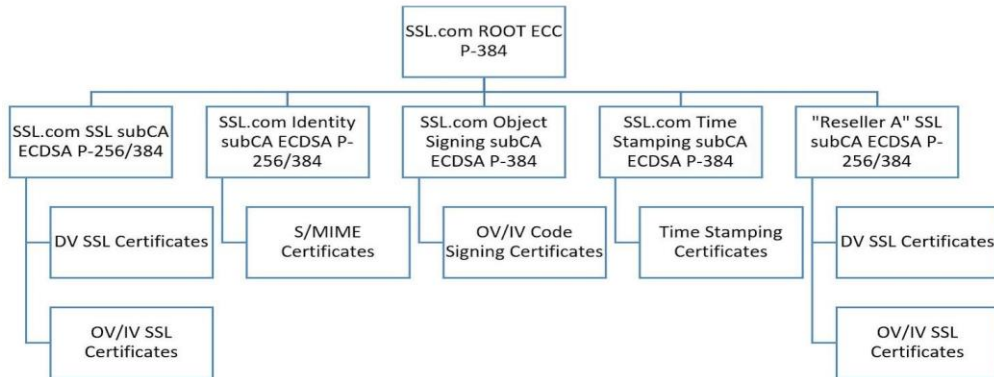 SSL.com ROOT ECC
P-384
SSL.com SSL subCA
ECDSA P-256/384
SSL.com Identity
subCA ECDSA P-
256/384
SSL.com Object
Signing subCA
ECDSA P-384
SSL.com Time
Stamping subCA
ECDSA P-384
"Reseller A" SSL
subCA ECDSA P-
256/384
DV SSL Certificates
S/MIME
Certificates
OV/IV Code
Signing Certificates
Time Stamping
Certificates
DV SSL Certificates
OV/IV SSL
Certificates
OV/IV SSL
Certificates